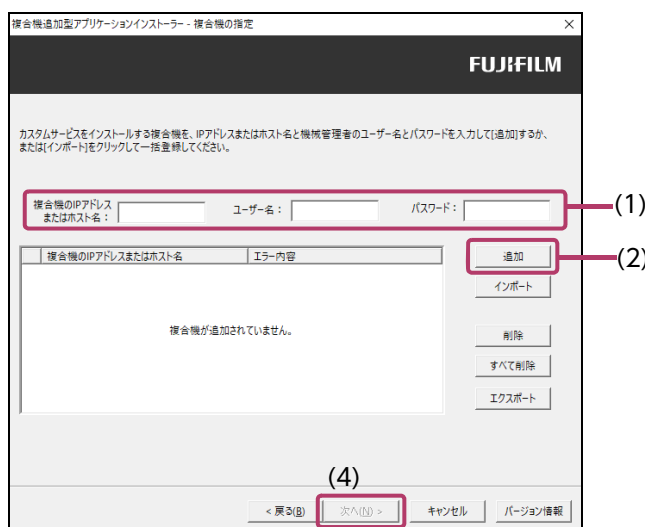 複合機追加型アプリケーションインストーラー - 複合機の指定
FUJIFILM
カスタムサービスをインストールする複合機を、IPアドレスまたはホスト名と機械管理者のユーザー名とパスワードを入力して[追加]するか、
または[インポート]をクリックして一括登録してください。
複合機のIPアドレス
またはホスト名：
ユーザー名：
パスワード：
(1)
複合機のIPアドレスまたはホスト名
エラー内容
追加
(2)
インポート
複合機が追加されていません。
削除
すべて削除
エクスポート
(4)
< 戻る(B)
次へ(N) >
キャンセル
バージョン情報